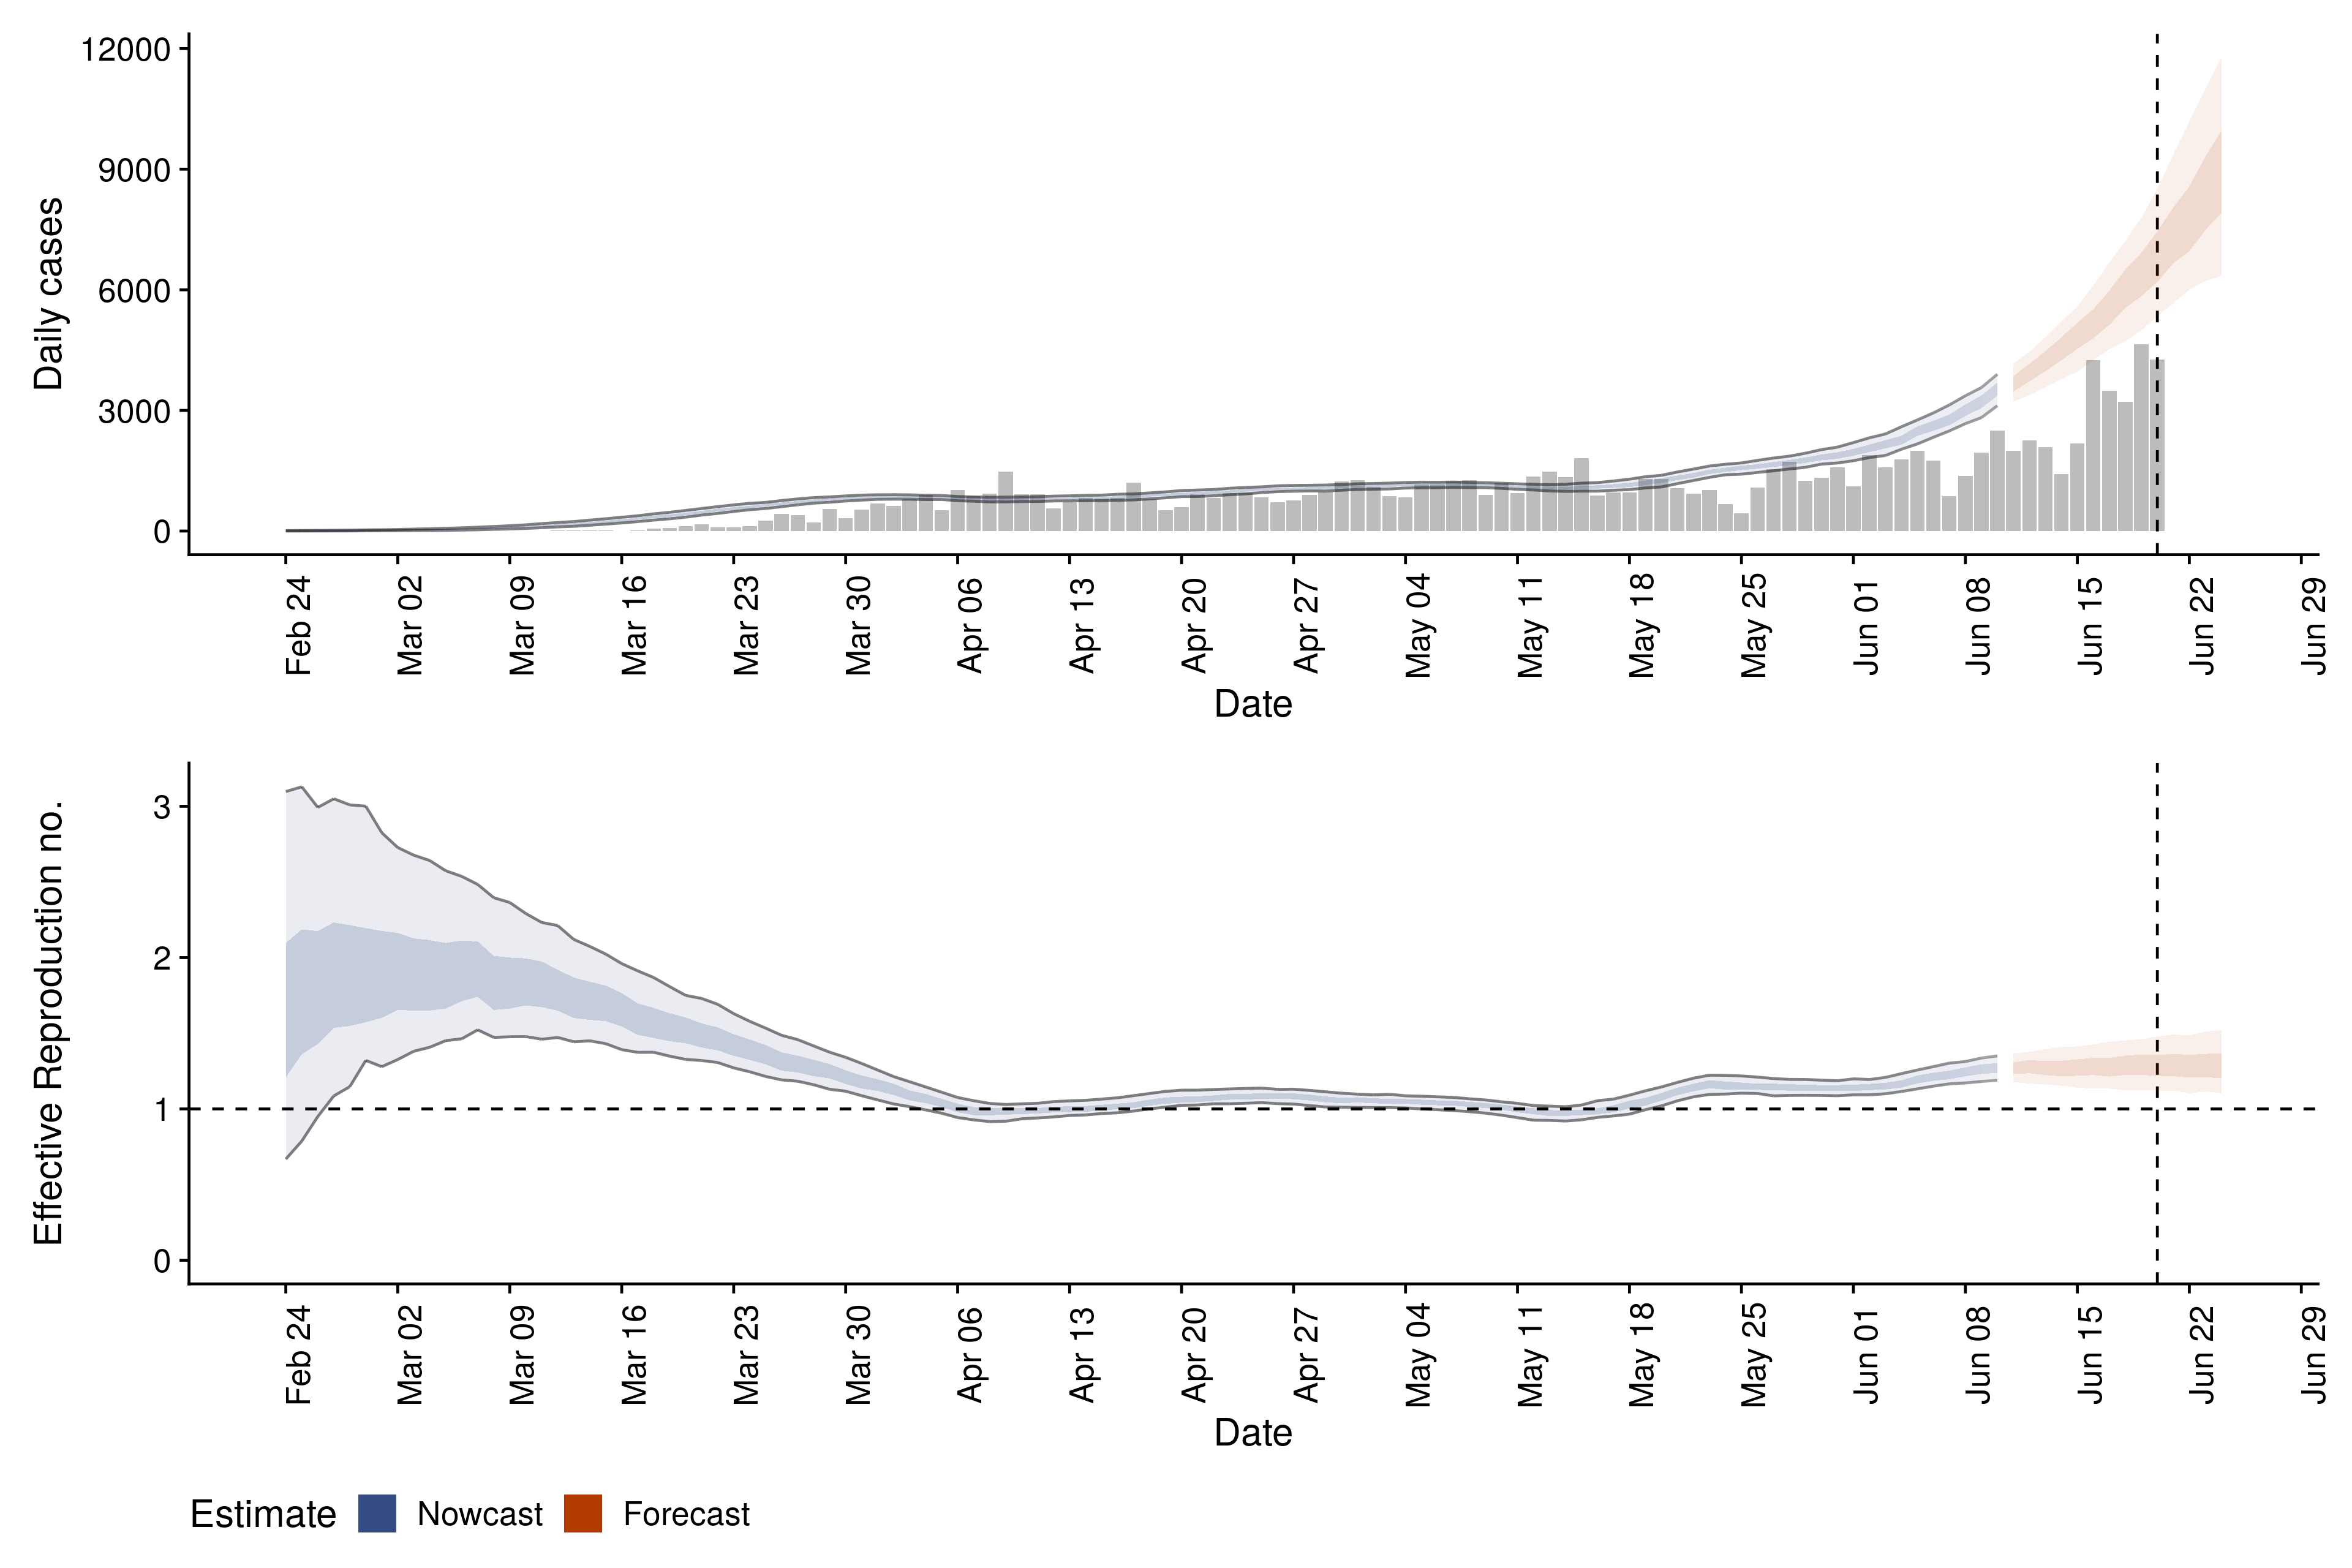 12000
9000
6000
3000
0
Daily cases
Feb 24
Mar 02
Mar 09
Mar 16
Mar 23
Mar 30
Apr 06
Apr 13
Apr 20
Apr 27
May 04
May 11
May 18
May 25
Jun 01
Jun 08
Jun 15
Jun 22
Jun 29
Date
3
2
1
0
Effective Reproduction no.
Feb 24
Mar 02
Mar 09
Mar 16
Mar 23
Mar 30
Apr 06
Apr 13
Apr 20
Apr 27
May 04
May 11
May 18
May 25
Jun 01
Jun 08
Jun 15
Jun 22
Jun 29
Date
Estimate Nowcast Forecast